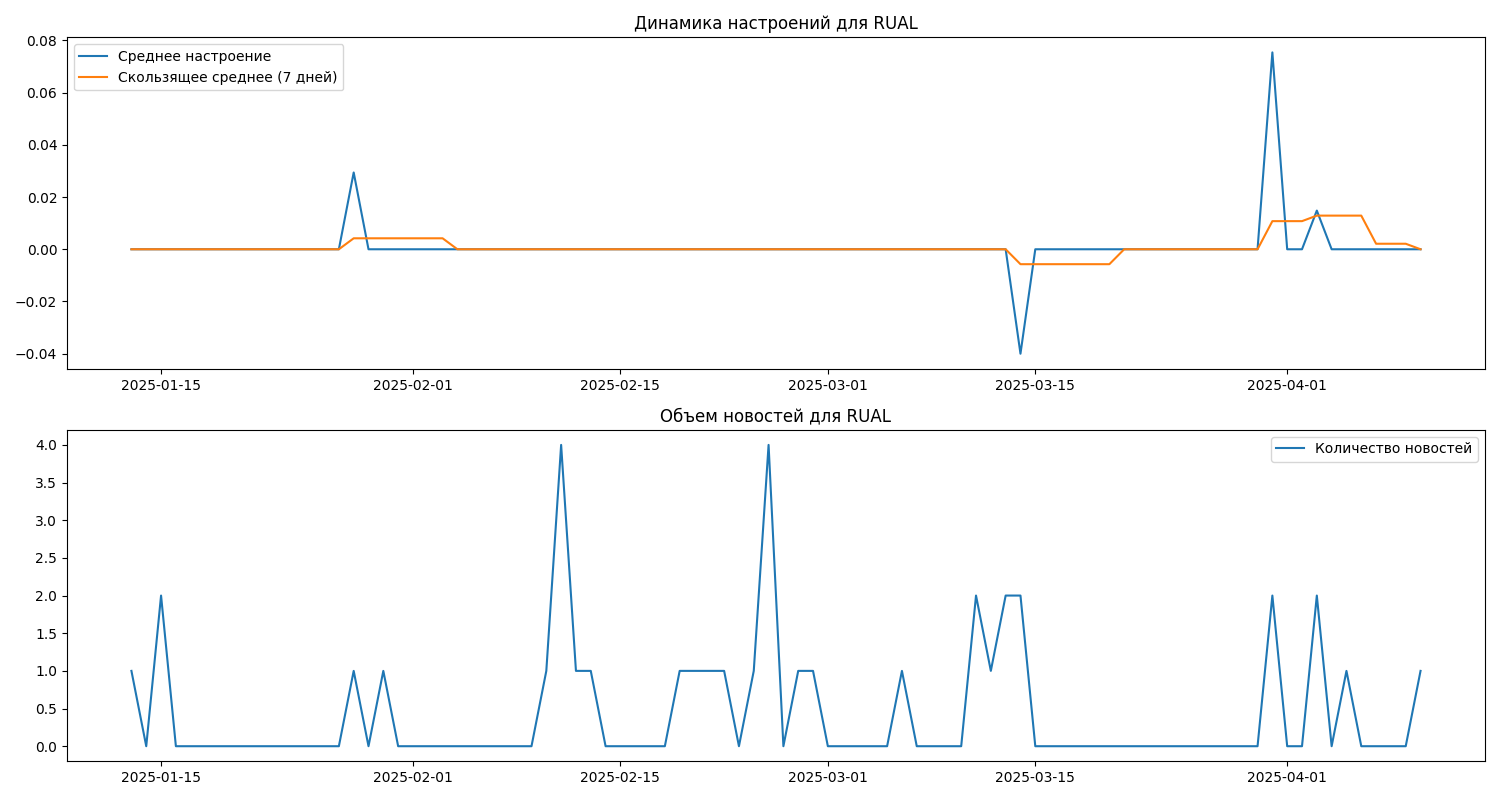 Динамика настроений для RUAL
Среднее настроение
Скользящее среднее (7 дней)
0.08
0.06
0.04
0.02
0.00
−0.02
−0.04
2025-01-15 2025-02-01 2025-02-15 2025-03-01 2025-03-15 2025-04-01
Объем новостей для RUAL
Количество новостей
4.0
3.5
3.0
2.5
2.0
1.5
1.0
0.5
0.0
2025-01-15 2025-02-01 2025-02-15 2025-03-01 2025-03-15 2025-04-01